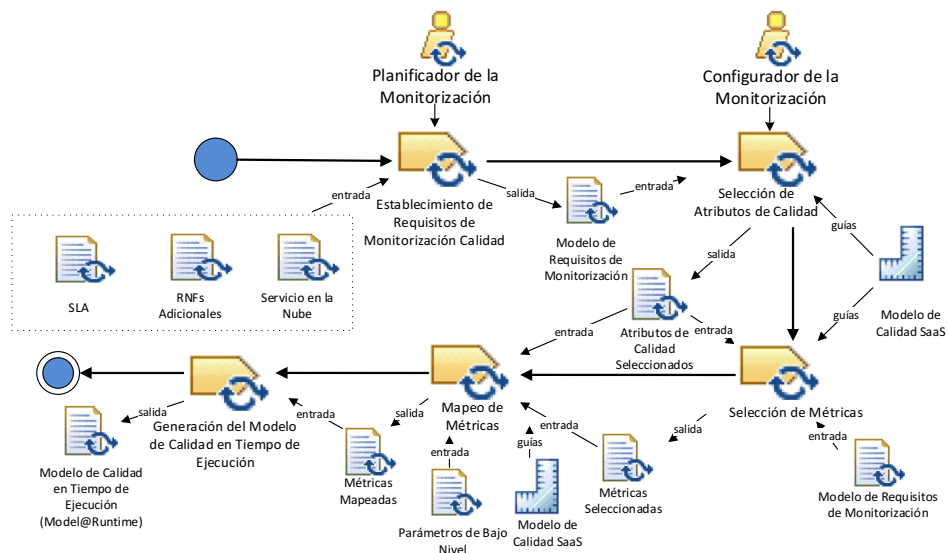 Planificador de la
Monitorización
Configurador de la
Monitorización
entrada
salida
entrada
Establecimiento de
Requisitos de
Monitorización Calidad
Selección de
Atributos de Calidad
guías
Modelo de
Requisitos de
Monitorización
salida
SLA
RNFs
Adicionales
Servicio en la
Nube
Modelo de
Calidad SaaS
guías
entrada
Atributos de
Calidad
Seleccionados
entrada
Generación del Modelo
de Calidad en Tiempo de
Ejecución
Mapeo de
Métricas
Selección de Métricas
salida
entrada
salida
entrada
salida
entrada
Modelo de Calidad
en Tiempo de
Ejecución
(Model@Runtime)
Métricas
Mapeadas
entrada
guías
Métricas
Seleccionadas
Modelo de Requisitos
de Monitorización
Parámetros de Bajo
Nivel
Modelo de
Calidad SaaS